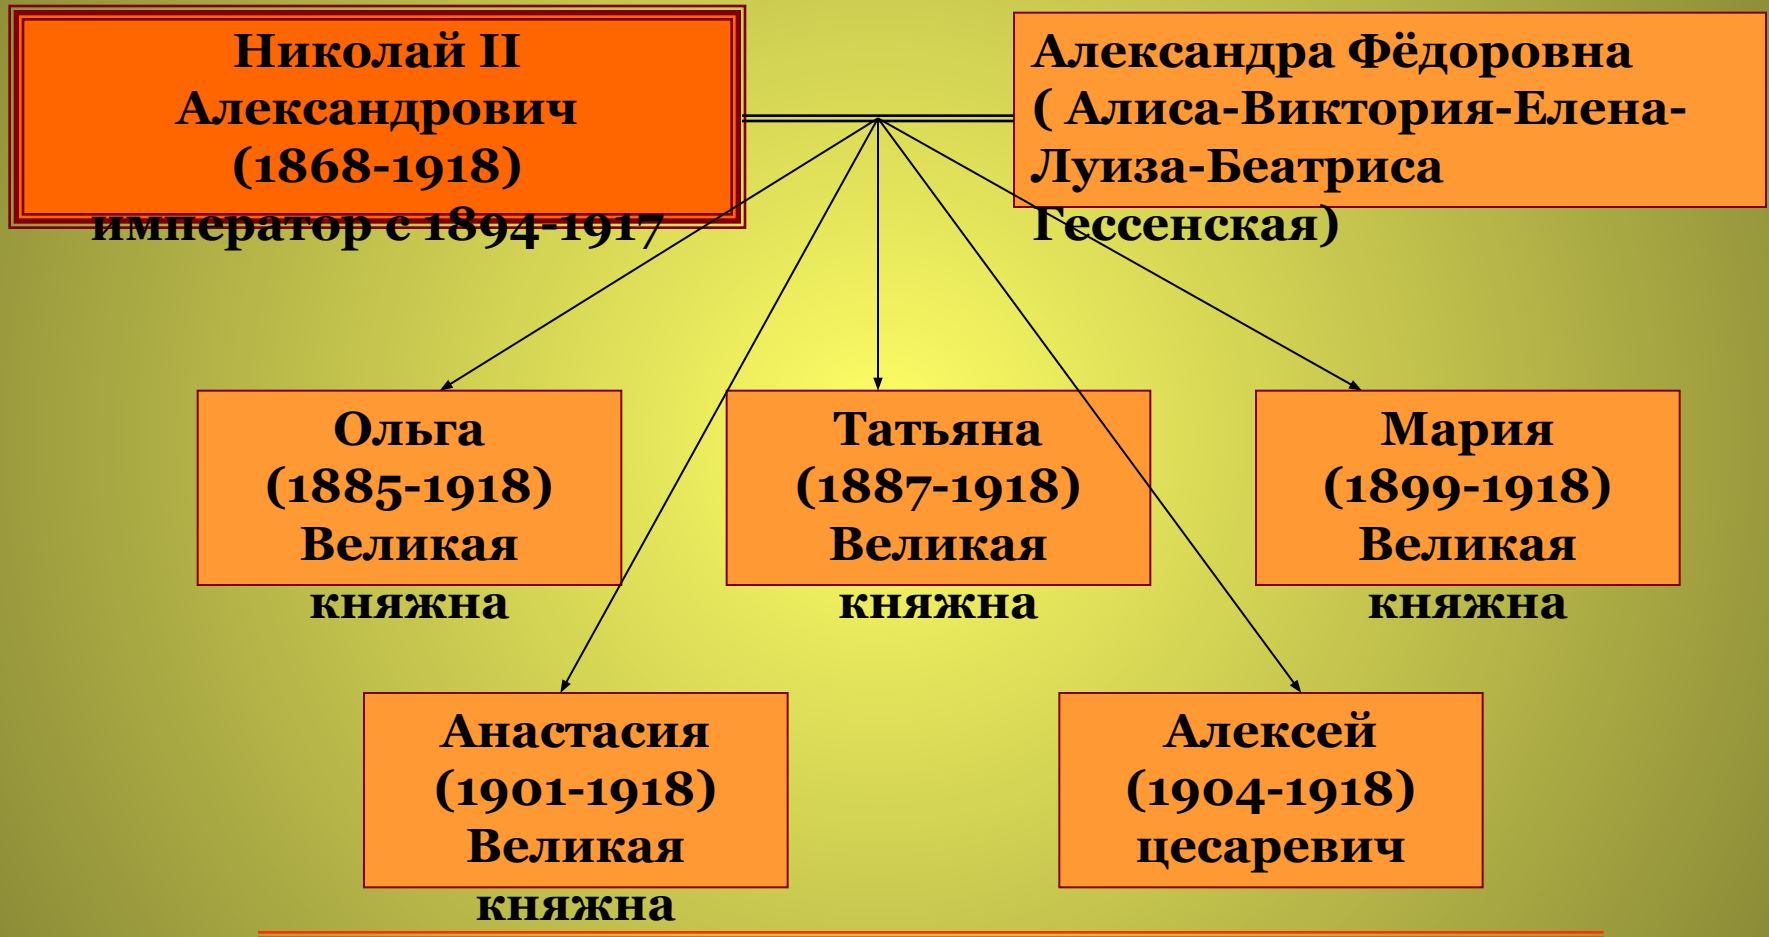 Николай II
Александрович
(1868-1918)
император с 1894-1917
Александра Фёдоровна
( Алиса-Виктория-Елена-
Луиза-Беатриса
Гессенская)
Ольга
(1885-1918)
Великая
княжна
Татьяна
(1887-1918)
Великая
княжна
Мария
(1899-1918)
Великая
княжна
Анастасия
(1901-1918)
Великая
княжна
Алексей
(1904-1918)
цесаревич